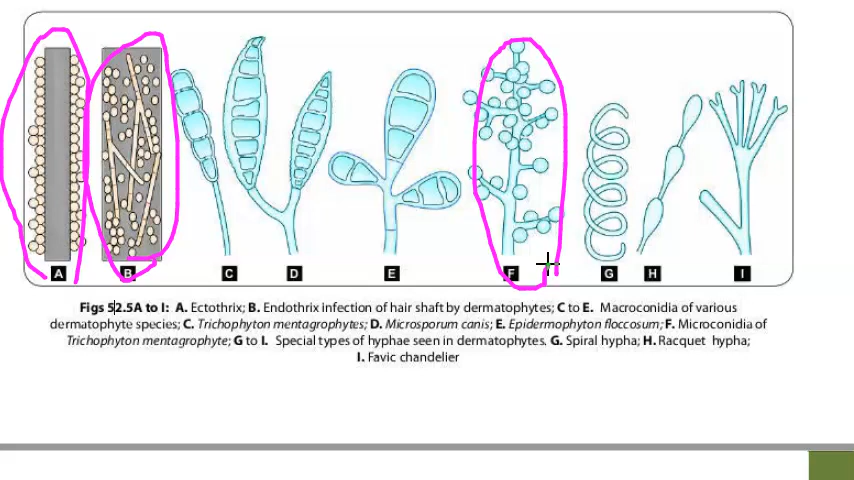 A B C D E F G H I
Figs 52.5A to I: A. Ectothrix; B. Endothrix infection of hair shaft by dermatophytes; C to E. Macroconidia of various
dermatophyte species; C. Trichophyton mentagrophytes; D. Microsporum canis; E. Epidermophyton floccosum; F. Microconidia of
Trichophyton mentagrophyte; G to I. Special types of hyphae seen in dermatophytes. G. Spiral hypha; H. Racquet hypha;
I. Favic chandelier